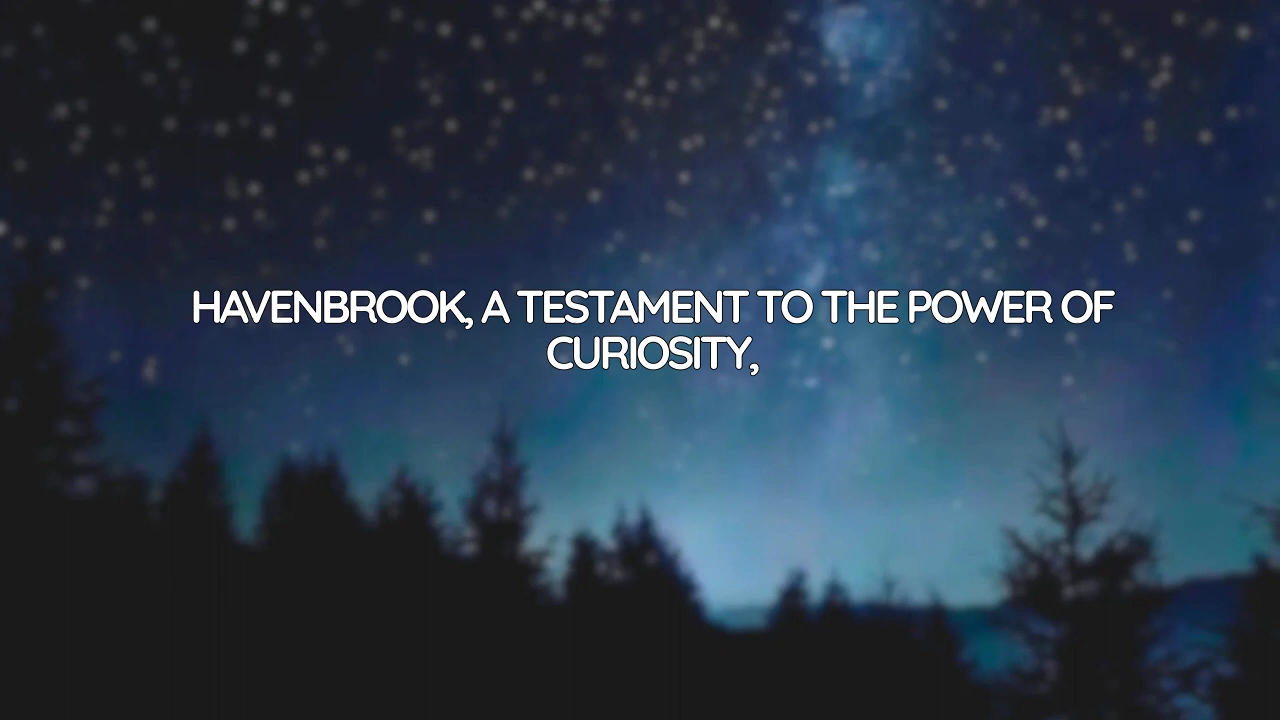 HAVENBROOK, A TESTAMENT TO THE POWER OF
CURIOSITY,